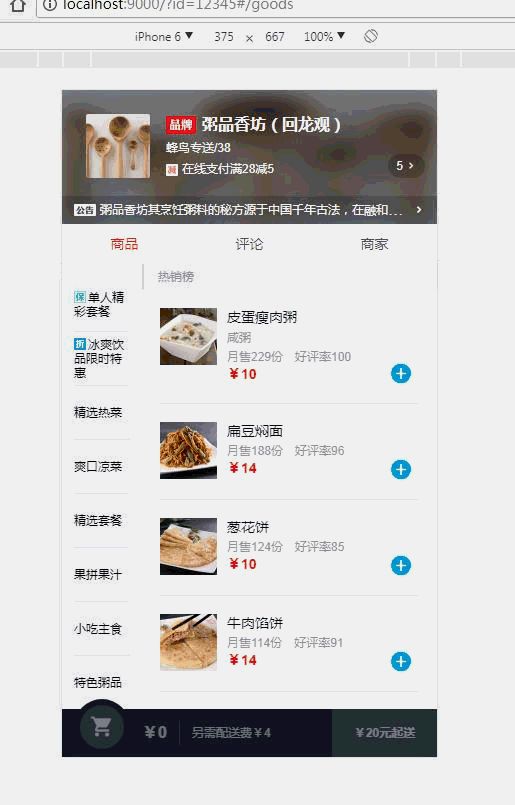 localhost:9000/?id=12345#/goods
iPhone 6 ▼ 375 × 667 100% ▼
品牌 粥品香坊（回龙观）
蜂鸟专送/38
减 在线支付满28减5
5 >
公告 粥品香坊其烹饪粥料的秘方源于中国千年古法，在融和... >
商品 评论 商家
热销榜
保 单人精
彩套餐
折 冰爽饮
品限时特
惠
精选热菜
爽口凉菜
精选套餐
果拼果汁
小吃主食
特色粥品
皮蛋瘦肉粥
咸粥
月售229份 好评率100
￥10
扁豆焖面
月售188份 好评率96
￥14
葱花饼
月售124份 好评率85
￥10
牛肉馅饼
月售114份 好评率91
￥14
￥0 另需配送费￥4 ￥20元起送